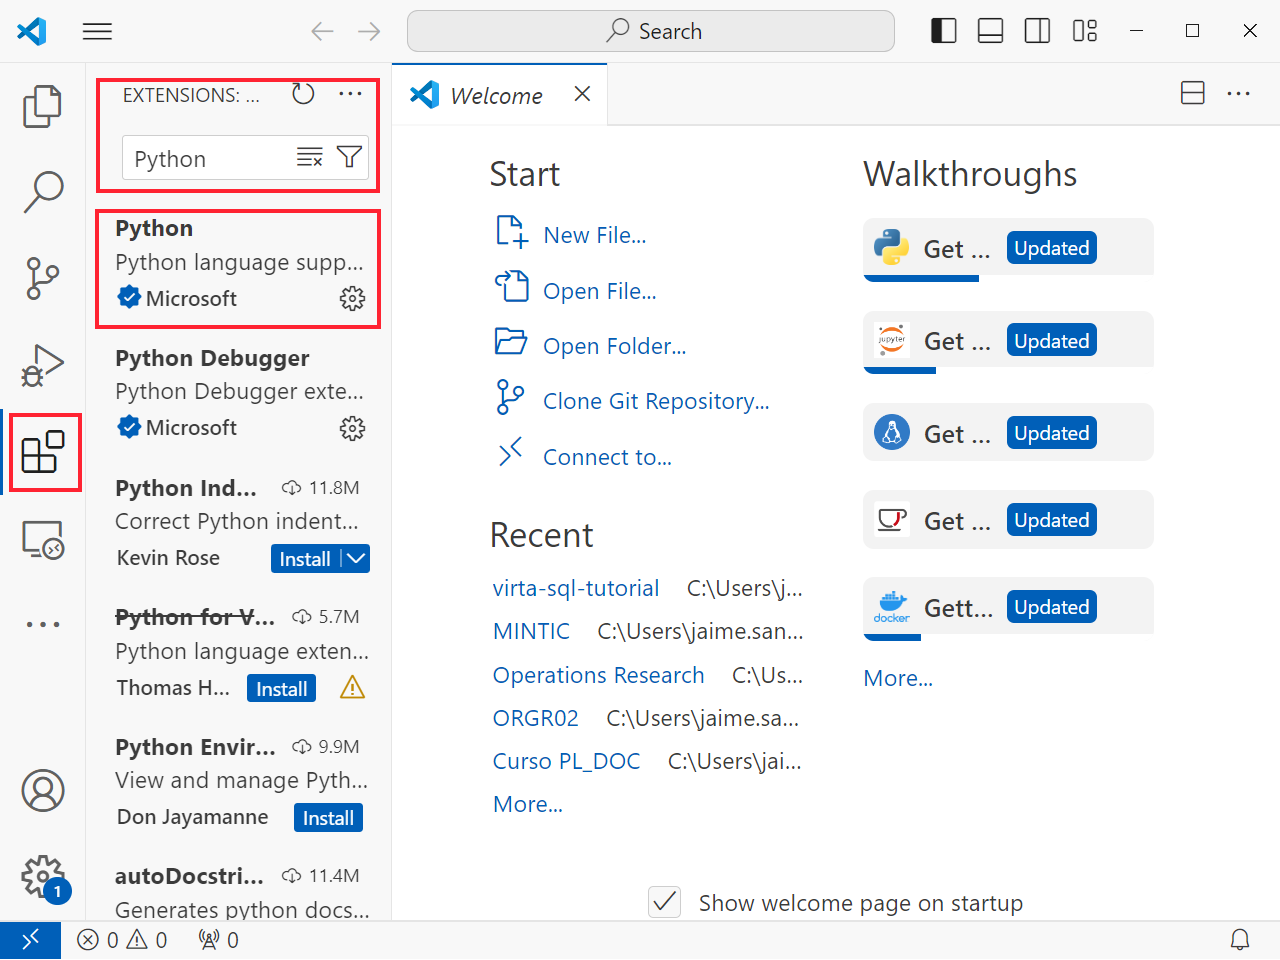 Search
EXTENSIONS: ...
Python
Python
Python language supp...
Microsoft
Python Debugger
Python Debugger exte...
Microsoft
Python Ind... 11.8M
Correct Python indent...
Kevin Rose Install
Python for V... 5.7M
Python language exten...
Thomas H... Install
Python Envir... 9.9M
View and manage Pyth...
Don Jayamanne Install
autoDocstri... 11.4M
Generates python docs...
1
Welcome
Start
New File...
Open File...
Open Folder...
Clone Git Repository...
Connect to...
Recent
virta-sql-tutorial C:\Users\j...
MINTIC C:\Users\jaime.san...
Operations Research C:\Us...
ORGR02 C:\Users\jaime.sa...
Curso PL_DOC C:\Users\jai...
More...
Walkthroughs
Get ... Updated
jupyter Get ... Updated
Get ... Updated
Get ... Updated
docker Gett... Updated
More...
Show welcome page on startup
0 0 0